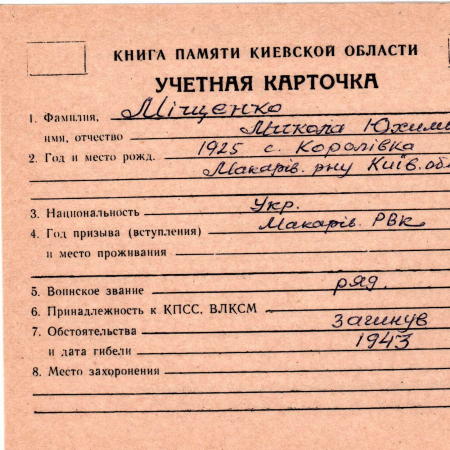 КНИГА ПАМЯТИ КИЕВСКОЙ ОБЛАСТИ
УЧЕТНАЯ КАРТОЧКА
1. Фамилия, Міщенко
имя, отчество Микола Юхим
2. Год и место рожд. 1925 с. Королівка
Макарів. рну Київ. об
3. Национальность Укр.
4. Год призыва (вступления) Макарів. РВК
и место проживания
5. Воинское звание ряд.
6. Принадлежность к КПСС, ВЛКСМ
7. Обстоятельства загинув
и дата гибели 1943
8. Место захоронения